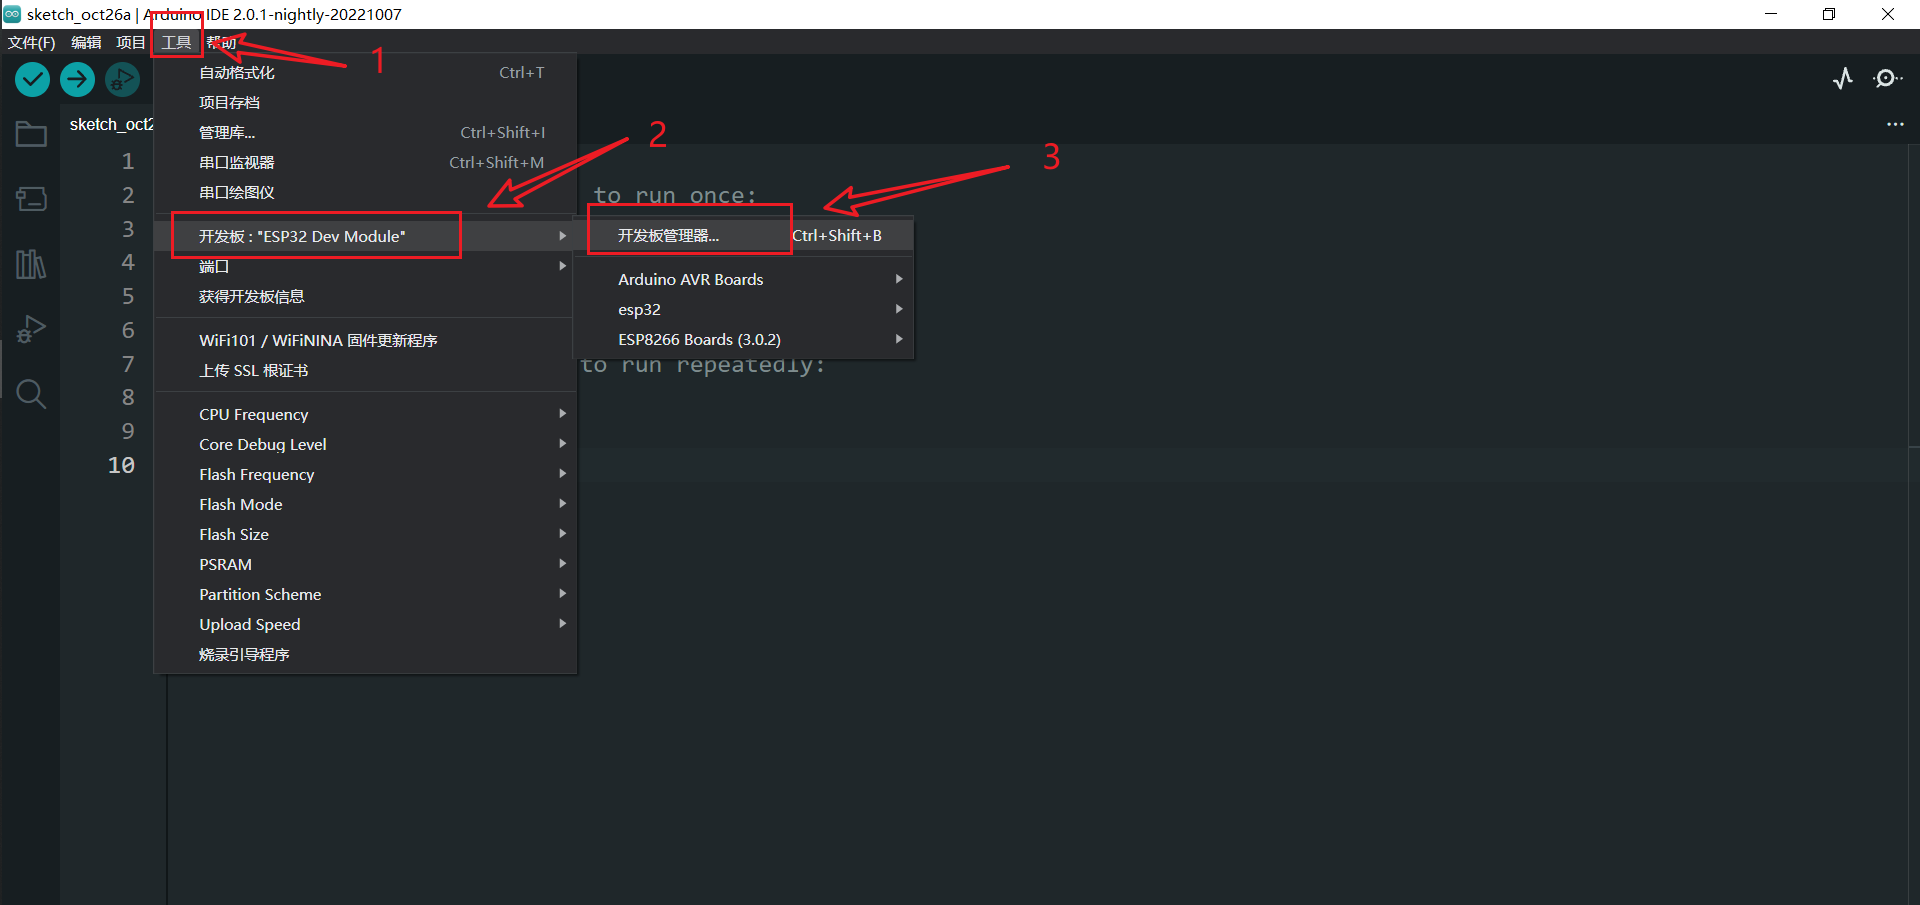 sketch_oct26a | Arduino IDE 2.0.1-nightly-20221007
文件(F) 编辑 项目 工具 帮助
1
自动格式化 Ctrl+T
项目存档
sketch_oct2
管理库... Ctrl+Shift+I
串口监视器 Ctrl+Shift+M
串口绘图仪
2
3
to run once:
开发板 : "ESP32 Dev Module"
开发板管理器... Ctrl+Shift+B
端口
获得开发板信息
Arduino AVR Boards
esp32
ESP8266 Boards (3.0.2)
WiFi101 / WiFiNINA 固件更新程序
上传 SSL 根证书
to run repeatedly:
CPU Frequency
Core Debug Level
Flash Frequency
Flash Mode
Flash Size
PSRAM
Partition Scheme
Upload Speed
烧录引导程序
1
2
3
4
5
6
7
8
9
10